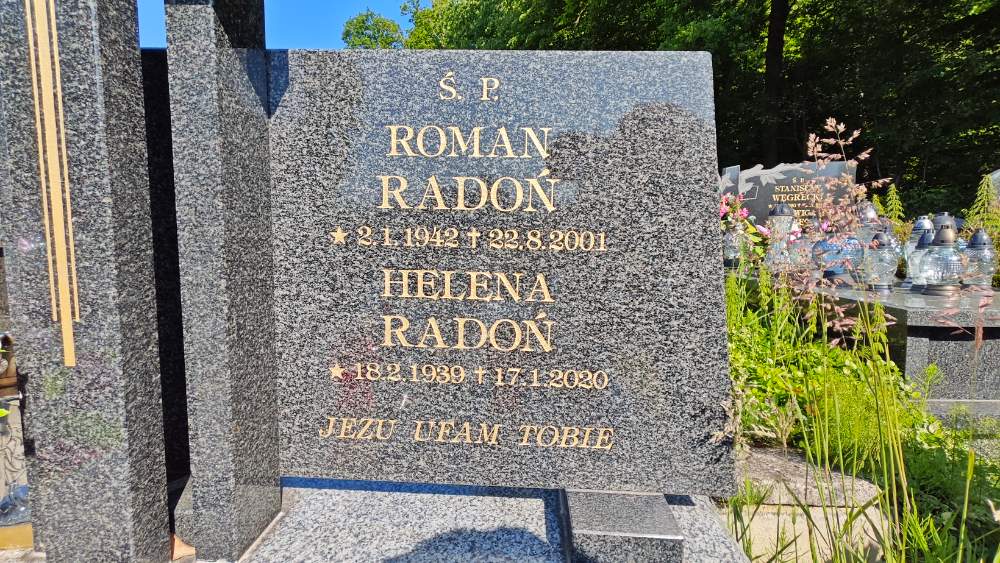 Ś. P.
ROMAN
RADOŃ
★ 2.1.1942 ✝ 22.8.2001
HELENA
RADOŃ
★ 18.2.1939 ✝ 17.1.2020
JEZU UFAM TOBIE
Ś. P.